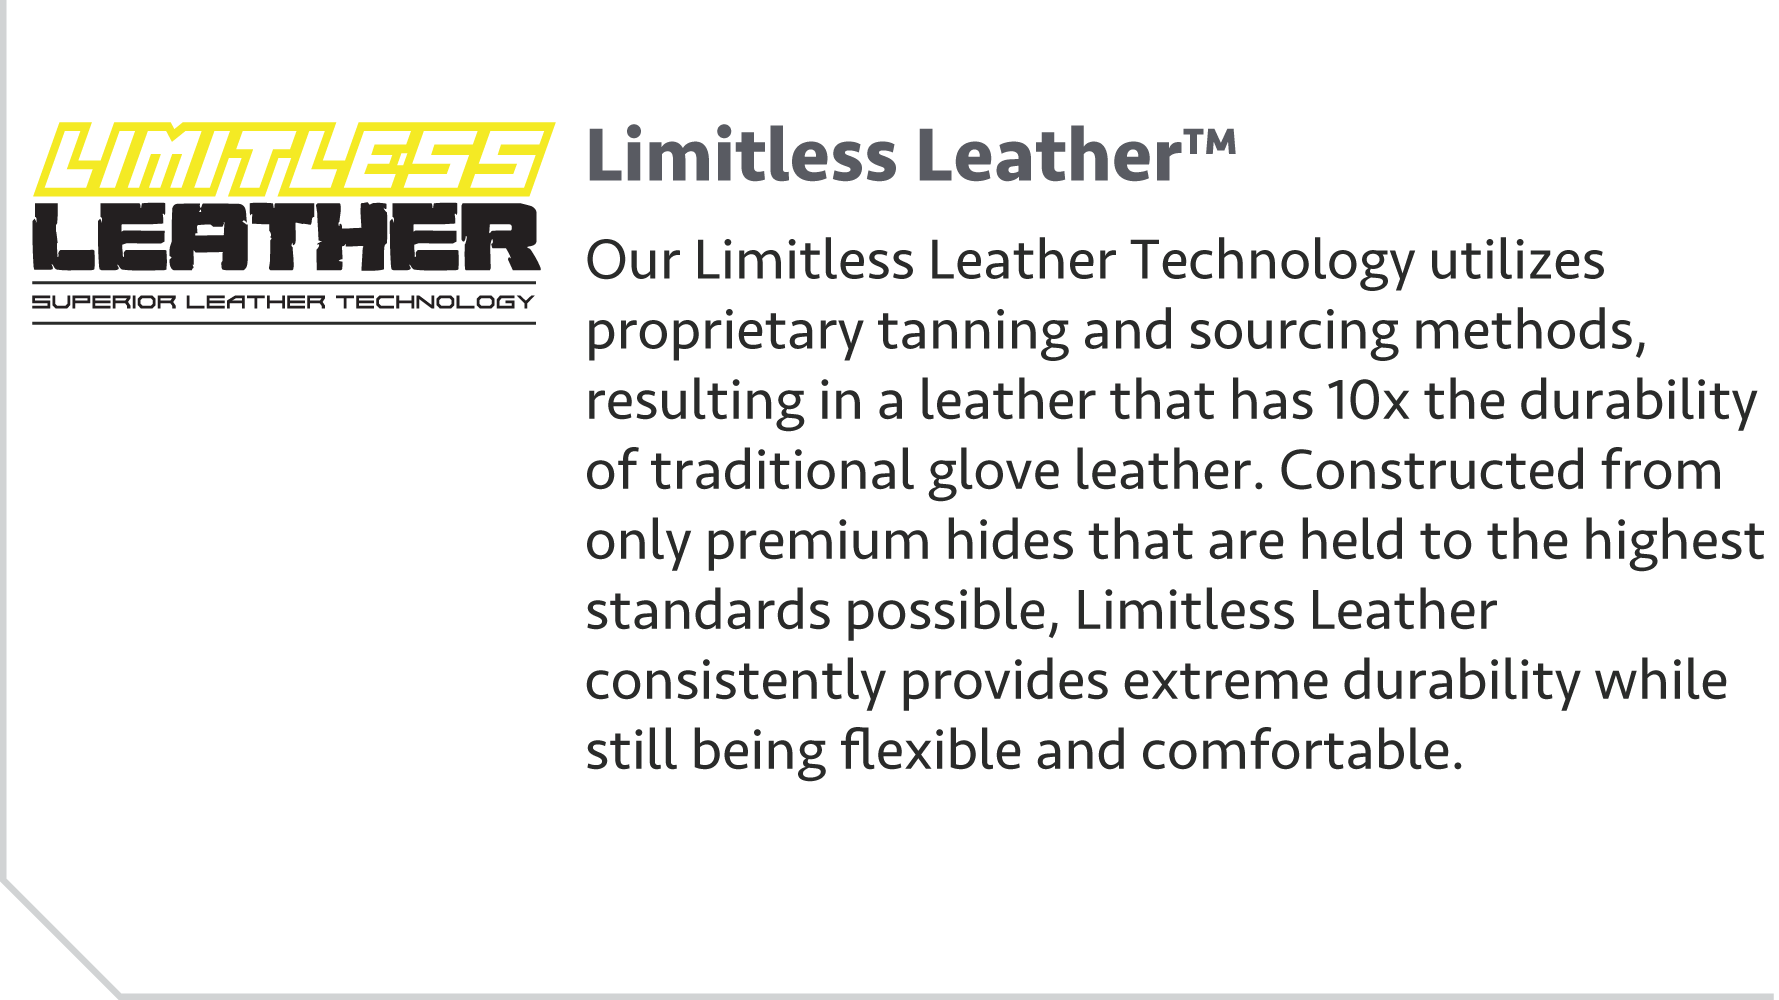 LIMITLESS
LEATHER
SUPERIOR LEATHER TECHNOLOGY
Limitless Leather™
Our Limitless Leather Technology utilizes
proprietary tanning and sourcing methods,
resulting in a leather that has 10x the durability
of traditional glove leather. Constructed from
only premium hides that are held to the highest
standards possible, Limitless Leather
consistently provides extreme durability while
still being flexible and comfortable.